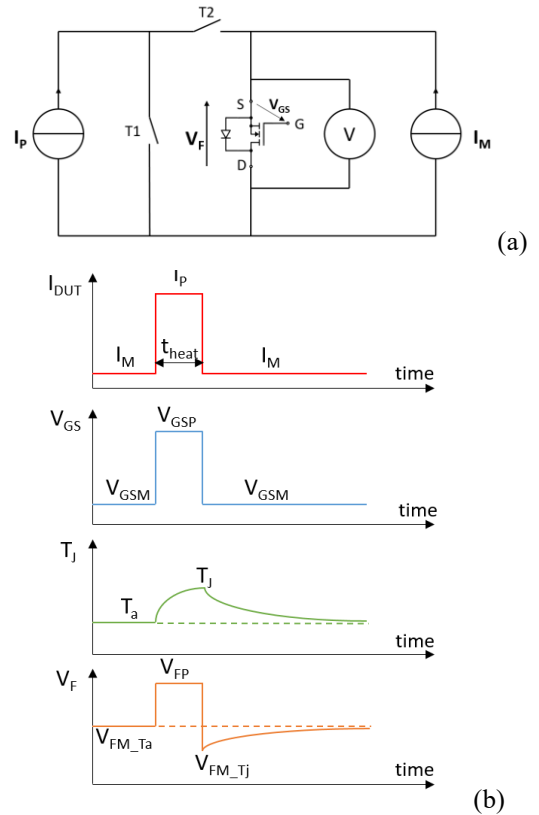 T2
S
V_GS
T1
G
V
I_P
V_F
I_M
D
(a)
I_DUT
I_P
I_M
t_heat
I_M
time
V_GS
V_GSP
V_GSM
V_GSM
time
T_J
T_J
T_a
time
V_F
V_FP
V_FM_Ta
V_FM_Tj
time
(b)